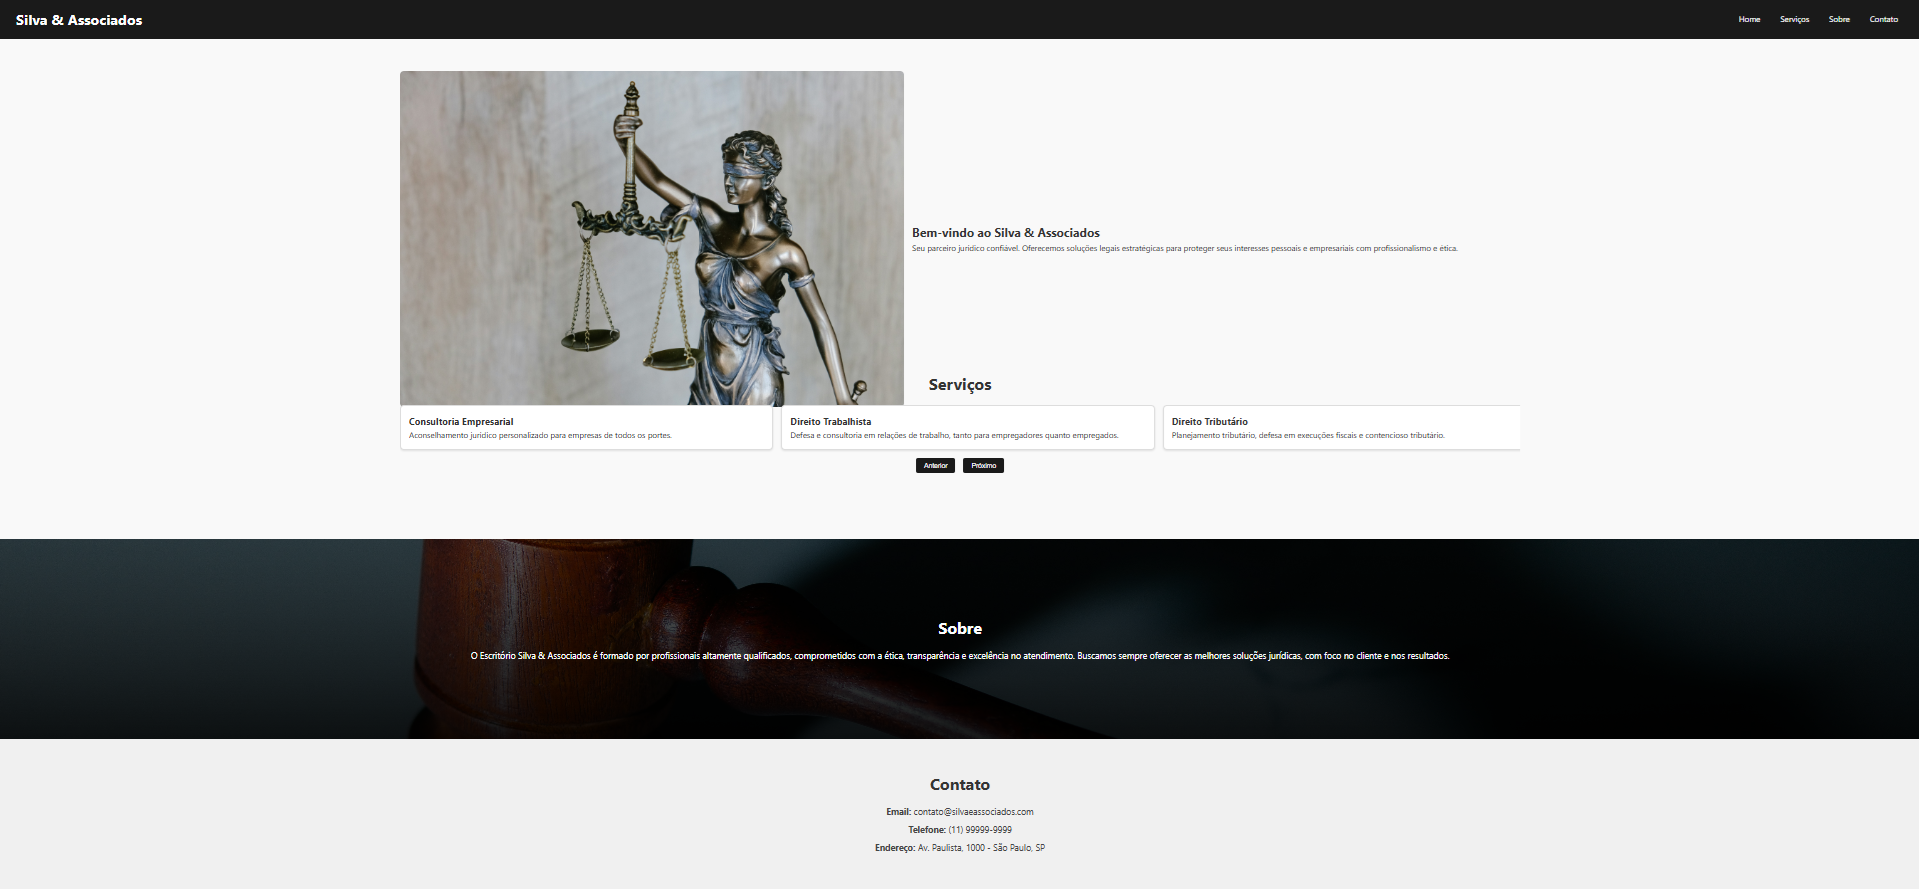 Silva & Associados
Home
Serviços
Sobre
Contato
Bem-vindo ao Silva & Associados
Seu parceiro jurídico confiável. Oferecemos soluções legais estratégicas para proteger seus interesses pessoais e empresariais com profissionalismo e ética.
Serviços
Consultoria Empresarial
Aconselhamento jurídico personalizado para empresas de todos os portes.
Direito Trabalhista
Defesa e consultoria em relações de trabalho, tanto para empregadores quanto empregados.
Direito Tributário
Planejamento tributário, defesa em execuções fiscais e contencioso tributário.
Anterior
Próximo
Sobre
O Escritório Silva & Associados é formado por profissionais altamente qualificados, comprometidos com a ética, transparência e excelência no atendimento. Buscamos sempre oferecer as melhores soluções jurídicas, com foco no cliente e nos resultados.
Contato
Email: contato@silvaeassociados.com
Telefone: (11) 99999-9999
Endereço: Av. Paulista, 1000 - São Paulo, SP